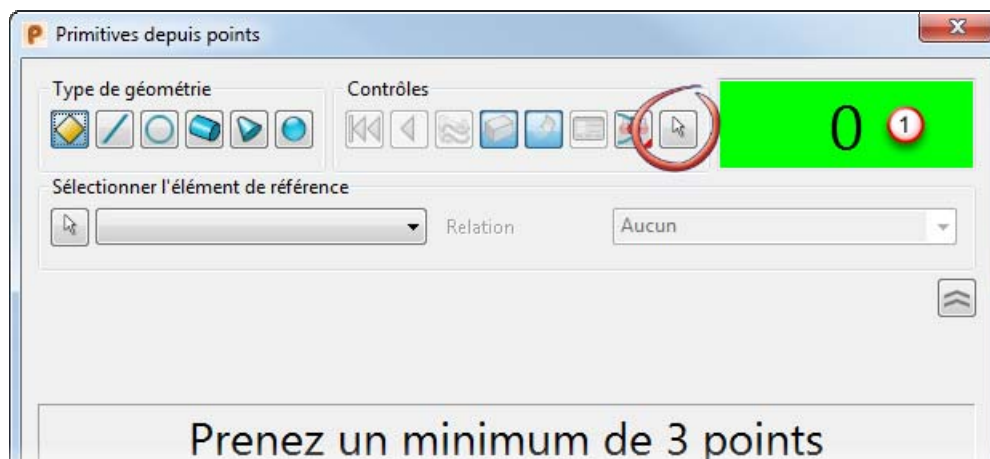 Primitives depuis points
Type de géométrie
Contrôles
0
1
Sélectionner l'élément de référence
Relation
Aucun
Prenez un minimum de 3 points